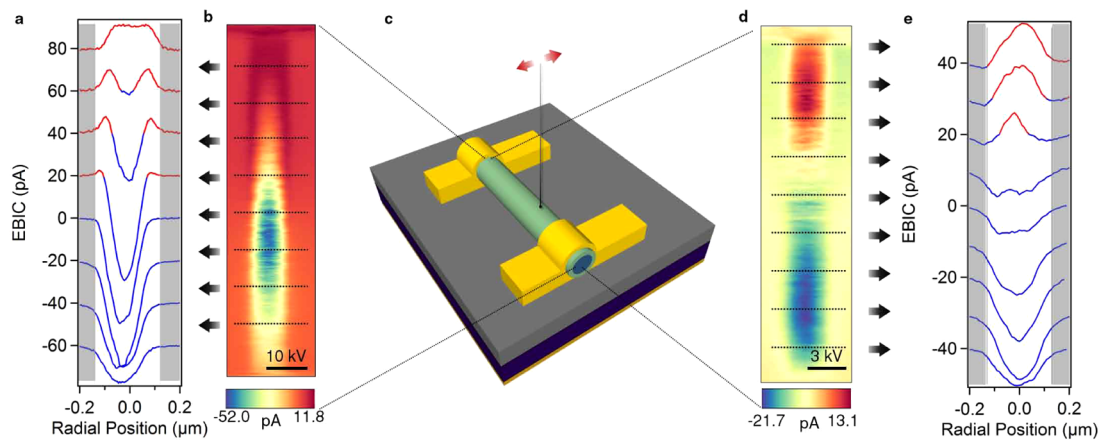 a
b
c
d
e
80
60
40
20
0
-20
-40
-60
EBIC (pA)
-0.2 0.0 0.2
Radial Position (µm)
10 kV
-52.0 pA 11.8
3 kV
-21.7 pA 13.1
40
20
0
-20
-40
EBIC (pA)
-0.2 0.0 0.2
Radial Position (µm)